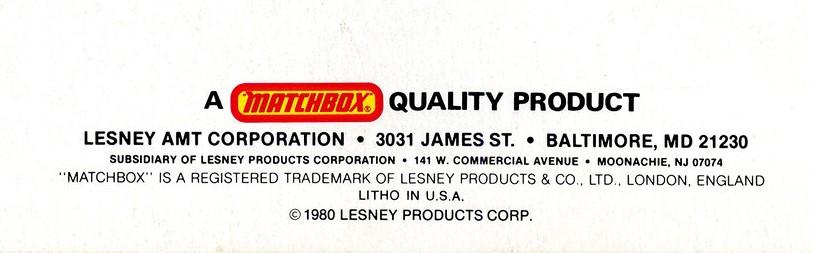 A MATCHBOX® QUALITY PRODUCT
LESNEY AMT CORPORATION • 3031 JAMES ST. • BALTIMORE, MD 21230
SUBSIDIARY OF LESNEY PRODUCTS CORPORATION • 141 W. COMMERCIAL AVENUE • MOONACHIE, NJ 07074
"MATCHBOX" IS A REGISTERED TRADEMARK OF LESNEY PRODUCTS & CO., LTD., LONDON, ENGLAND
LITHO IN U.S.A.
© 1980 LESNEY PRODUCTS CORP.